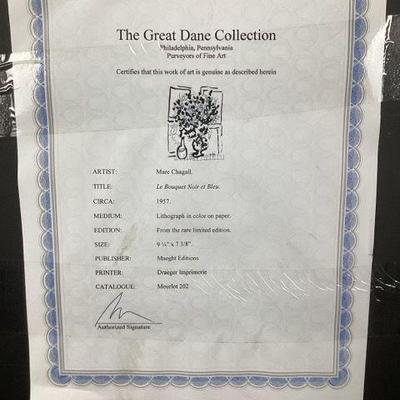 The Great Dane Collection
Philadelphia, Pennsylvania
Purveyors of Fine Art
Certifies that this work of art is genuine as described herein
ARTIST: Marc Chagall.
TITLE: Le Bouquet Noir et Bleu.
CIRCA: 1957.
MEDIUM: Lithograph in color on paper.
EDITION: From the rare limited edition.
SIZE: 9 ¼" x 7 3/8".
PUBLISHER: Maeght Editions
PRINTER: Draeger Imprimerie
CATALOGUE: Mourlot 202
Authorized Signature